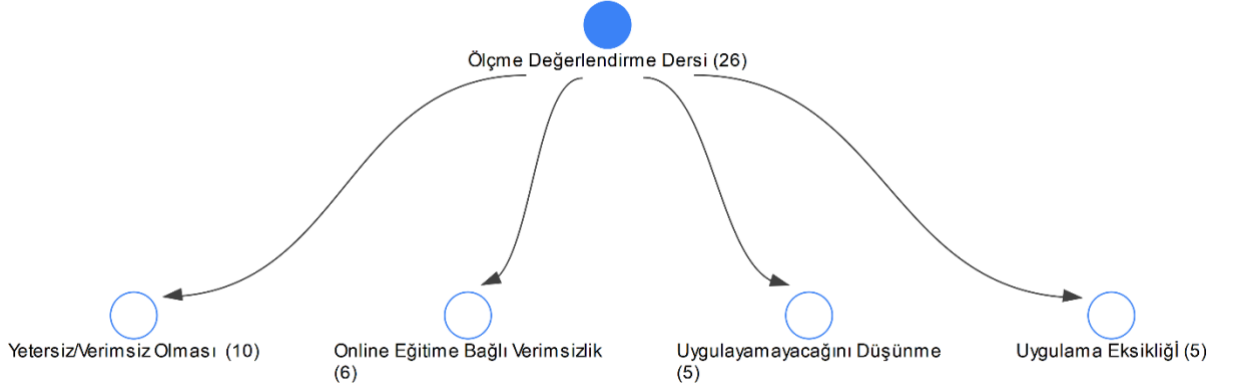 Ölçme Değerlendirme Dersi (26)
Yetersiz/Verimsiz Olması (10)
Online Eğitime Bağlı Verimsizlik
(6)
Uygulayamayacağını Düşünme
(5)
Uygulama Eksikliğİ (5)